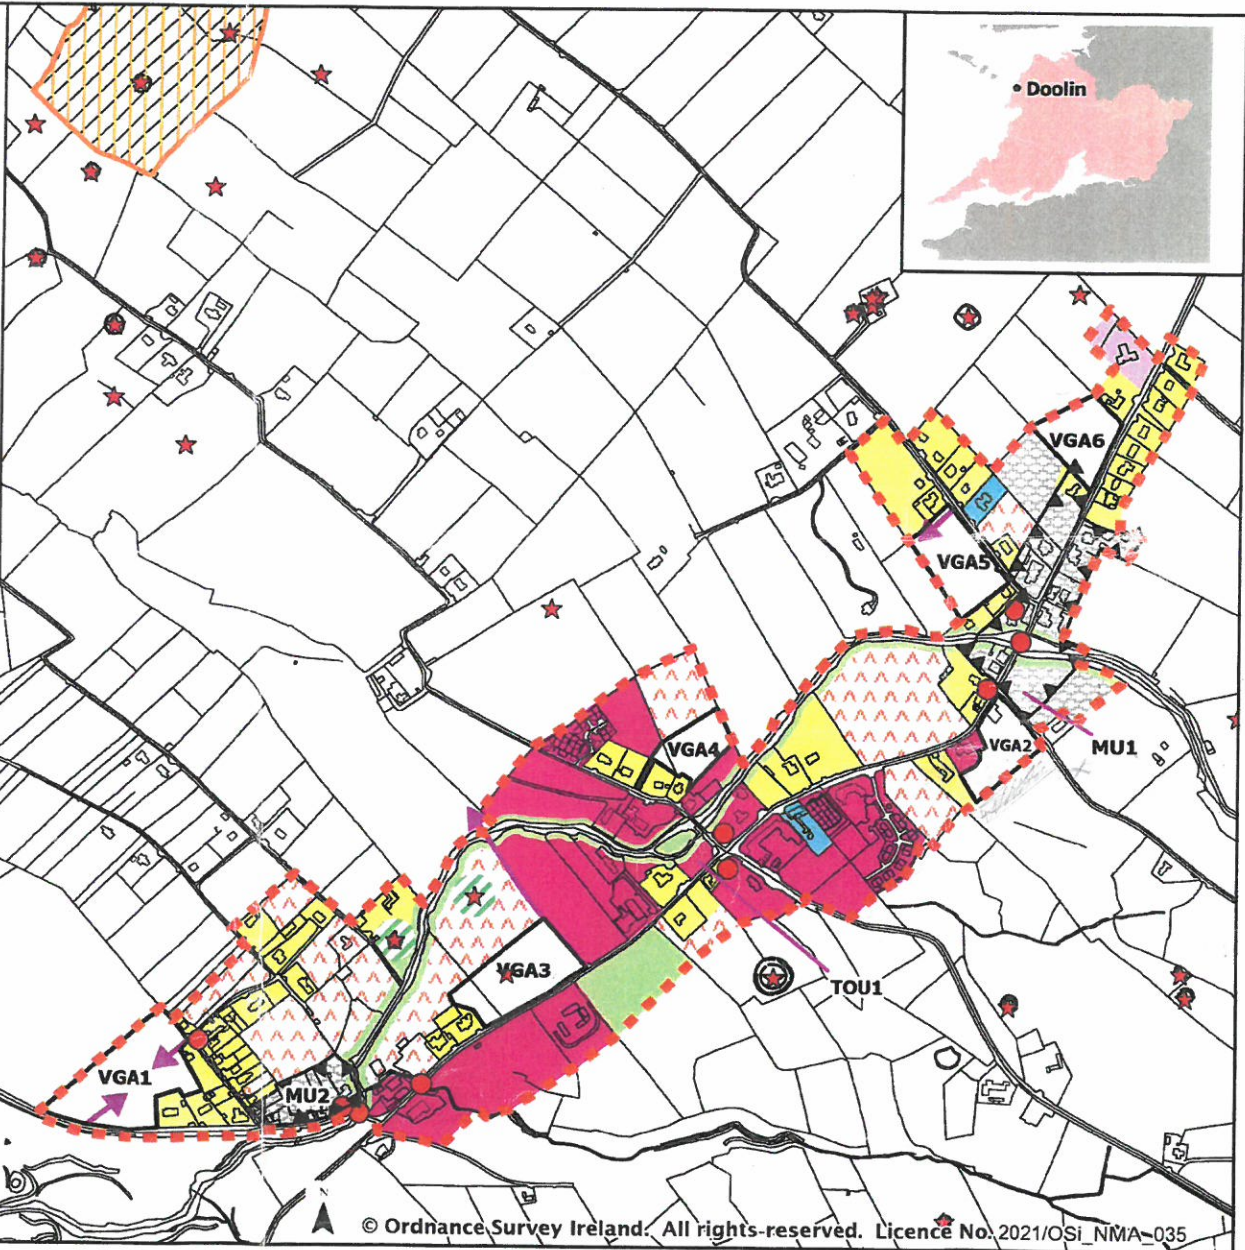 Doolin
VGA6
VGA5
VGA4
VGA2
MU1
VGA3
TOU1
VGA1
MU2
N
© Ordnance Survey Ireland. All rights reserved. Licence No. 2021/OSi_NMA_035